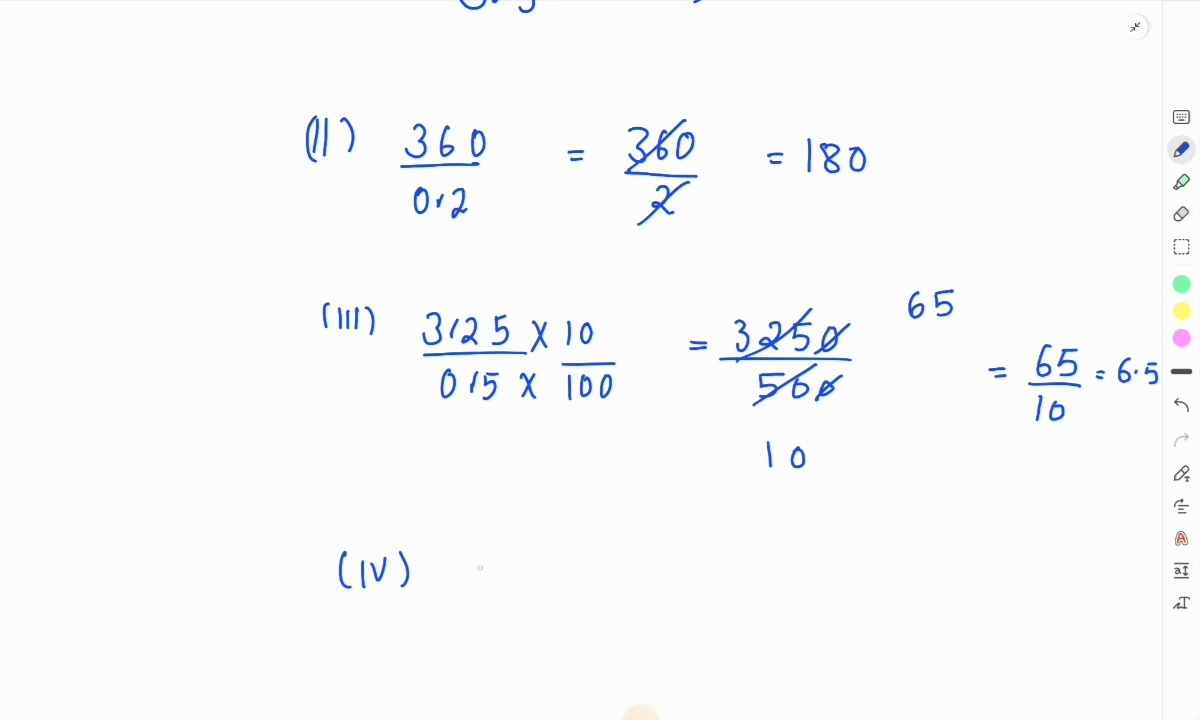 (II) 360/0.2 = 360/2 = 180
65
(III) 3.25 × 10/0.5 × 100 = 3250/500 = 65/10 = 6.5
10
(IV)